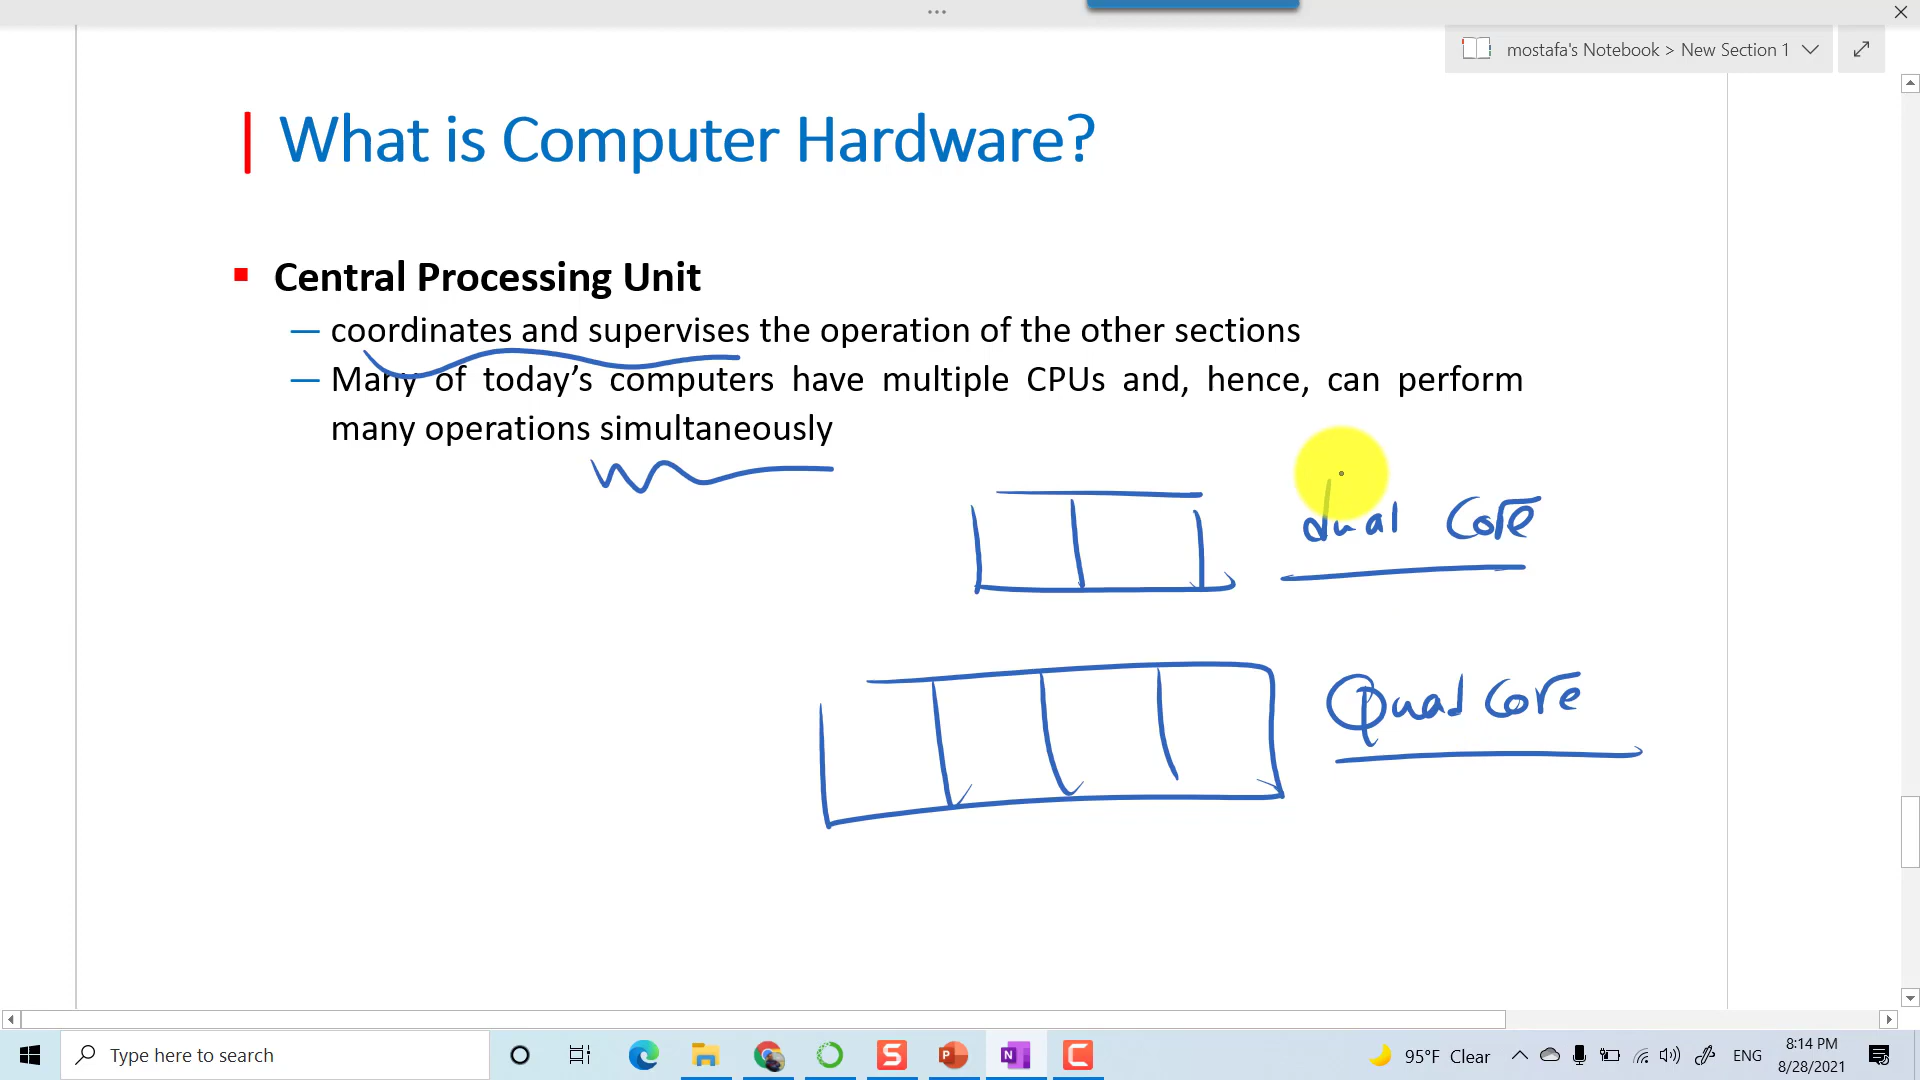 mostafa's Notebook > New Section 1
What is Computer Hardware?
Central Processing Unit
— coordinates and supervises the operation of the other sections
— Many of today's computers have multiple CPUs and, hence, can perform
many operations simultaneously
dual Core
Quad Core
Type here to search
95°F Clear
ENG
8:14 PM
8/28/2021